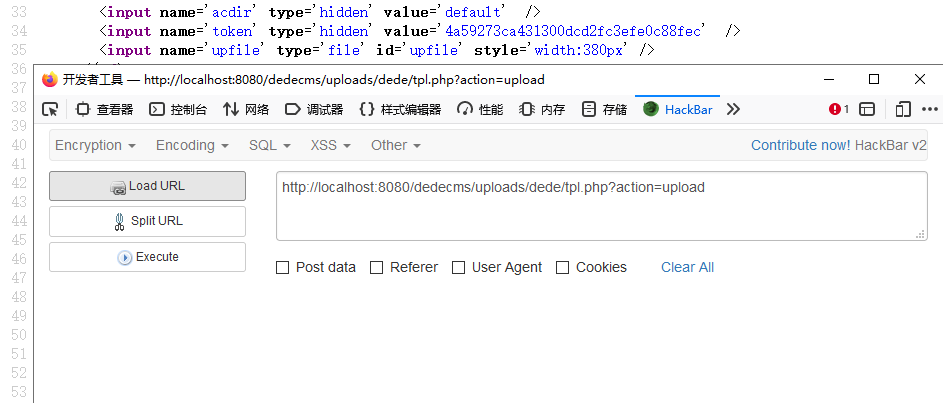 33 <input name='acdir' type='hidden' value='default' />
34 <input name='token' type='hidden' value='4a59273ca431300dcd2fc3efe0c88fec' />
35 <input name='upfile' type='file' id='upfile' style='width:380px' />
36
37 开发者工具 — http://localhost:8080/dedecms/uploads/dede/tpl.php?action=upload
38 查看器 控制台 网络 调试器 {} 样式编辑器 性能 内存 存储 HackBar 1
39
40 Encryption Encoding SQL XSS Other Contribute now! HackBar v2
41
42 Load URL http://localhost:8080/dedecms/uploads/dede/tpl.php?action=upload
43
44 Split URL
45
46 Execute Post data Referer User Agent Cookies Clear All
47
48
49
50
51
52
53